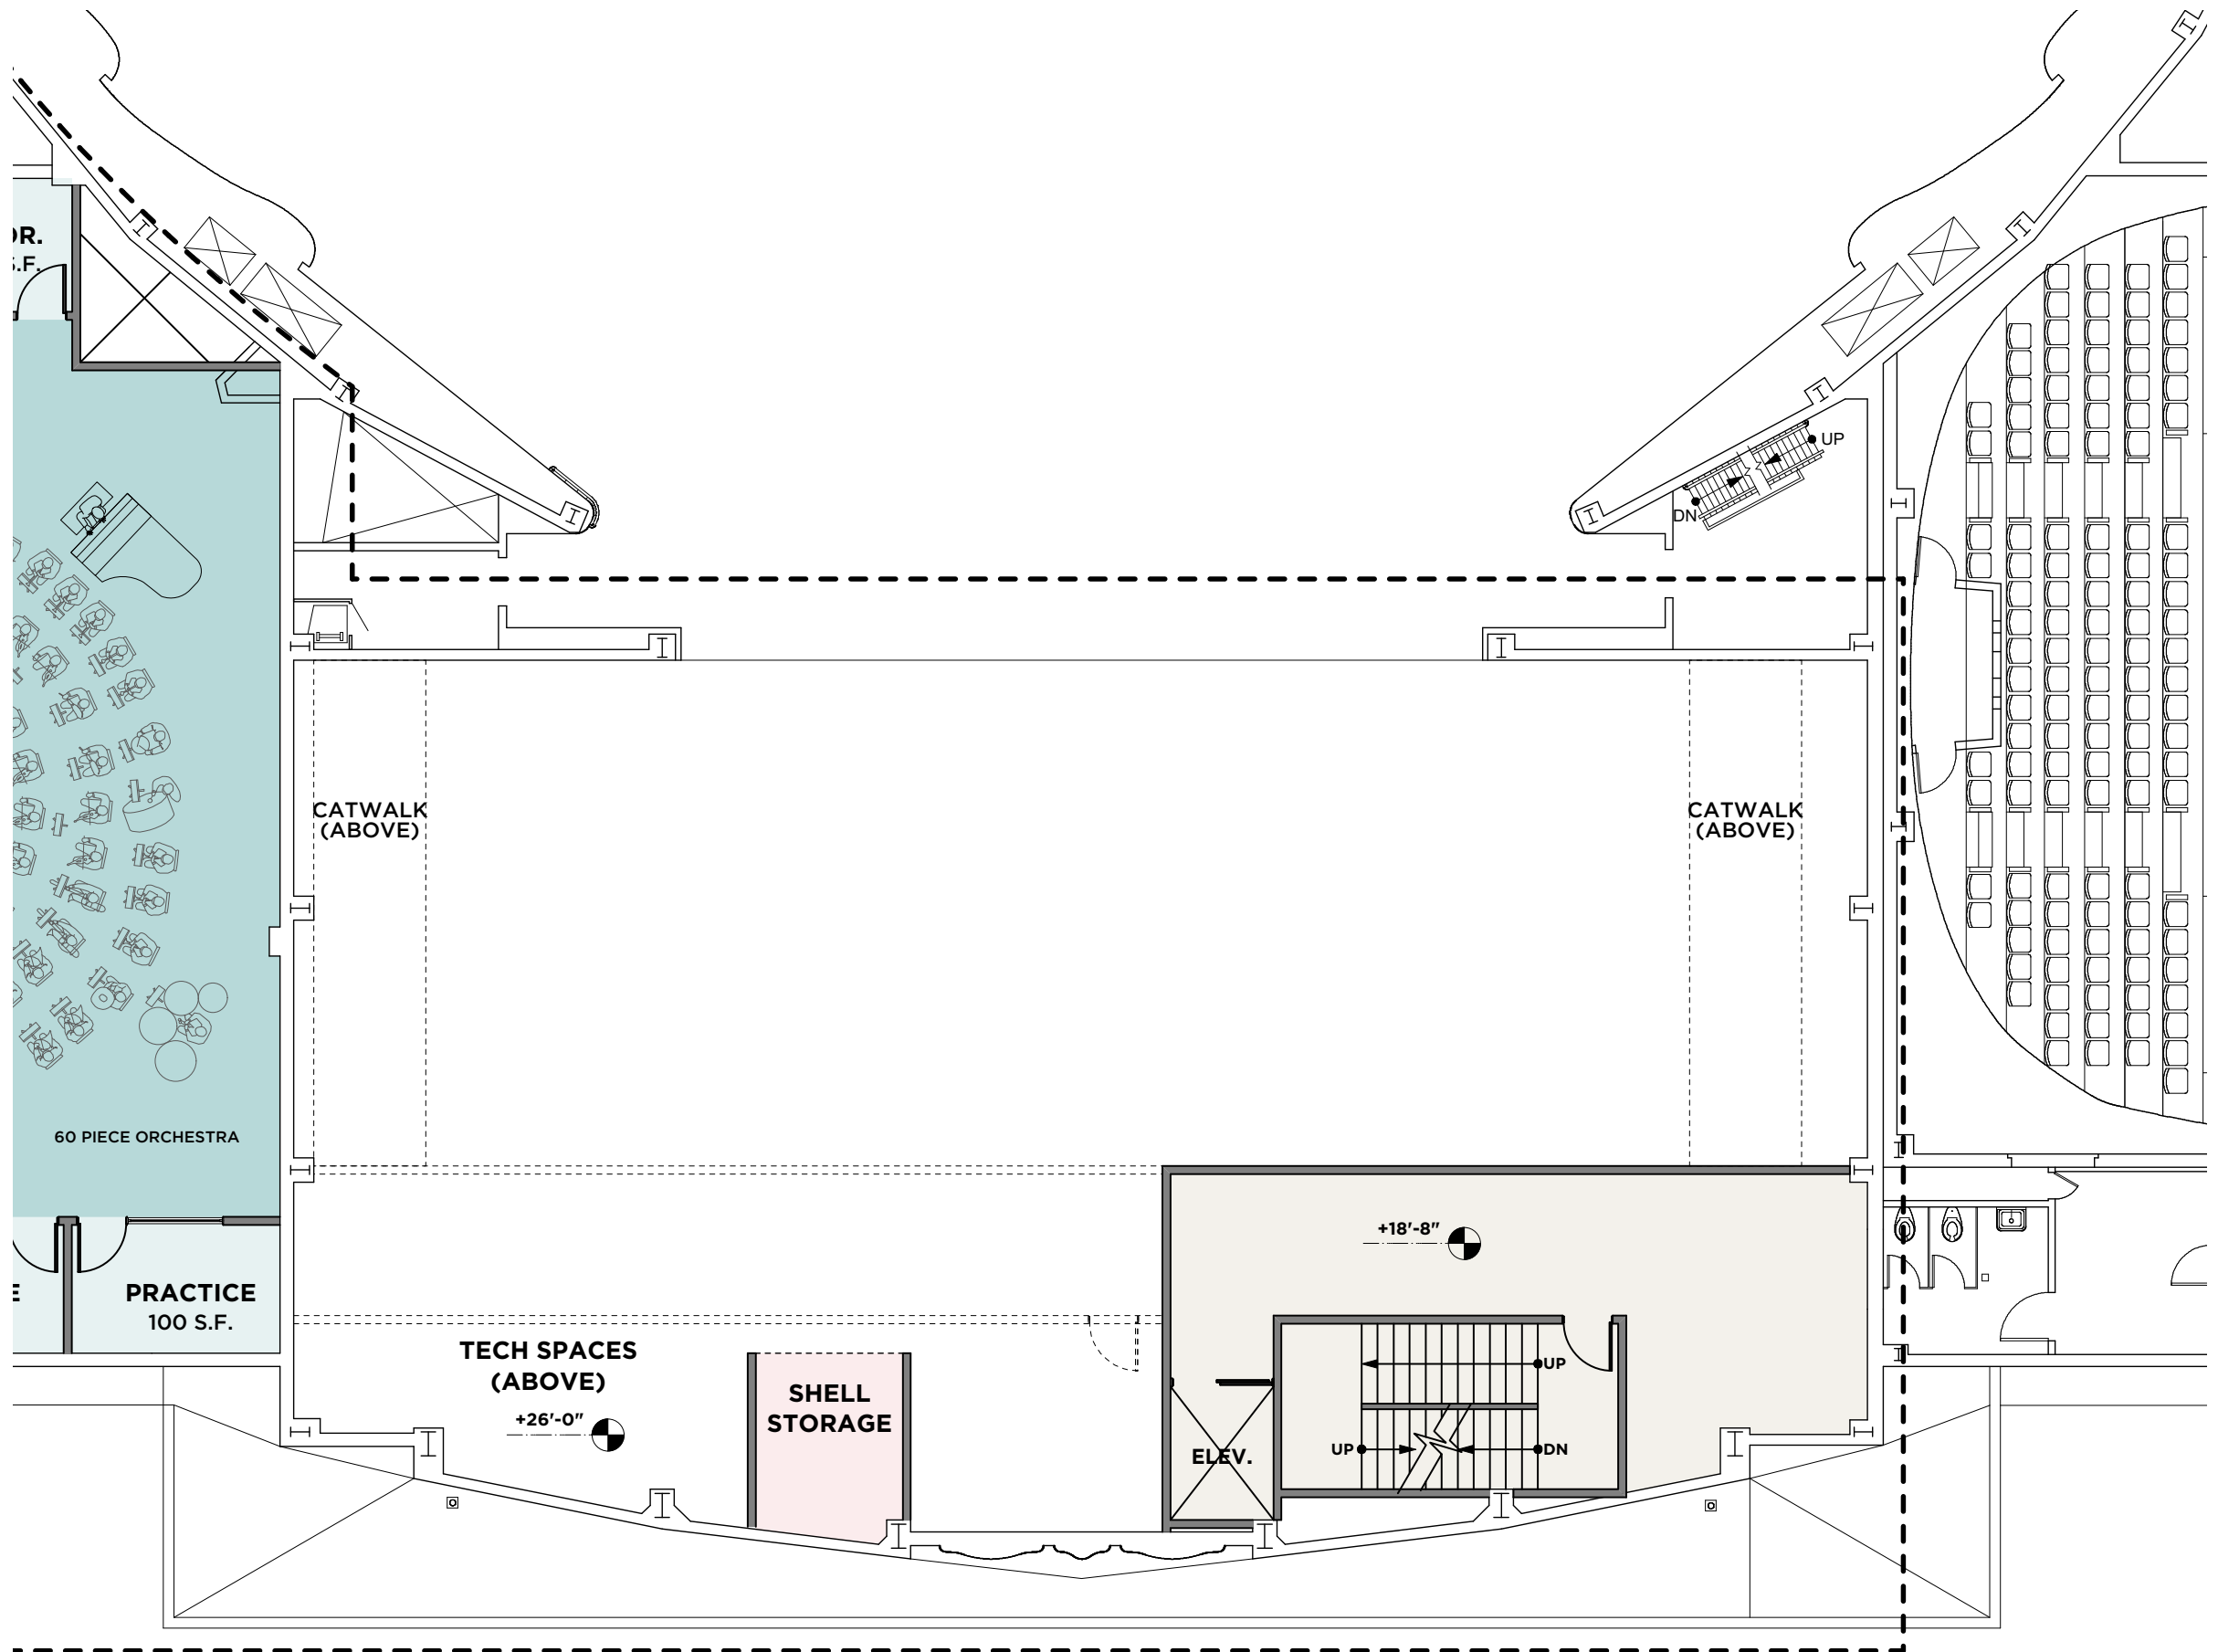 UP
DN
CATWALK
(ABOVE)
CATWALK
(ABOVE)
60 PIECE ORCHESTRA
+18'-8"
PRACTICE
100 S.F.
TECH SPACES
(ABOVE)
+26'-0"
SHELL
STORAGE
ELEV.
UP
UP
DN